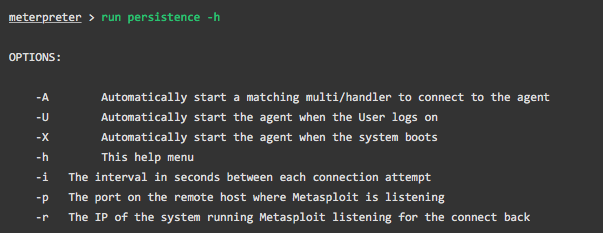 meterpreter > run persistence -h
OPTIONS:
-A Automatically start a matching multi/handler to connect to the agent
-U Automatically start the agent when the User logs on
-X Automatically start the agent when the system boots
-h This help menu
-i The interval in seconds between each connection attempt
-p The port on the remote host where Metasploit is listening
-r The IP of the system running Metasploit listening for the connect back